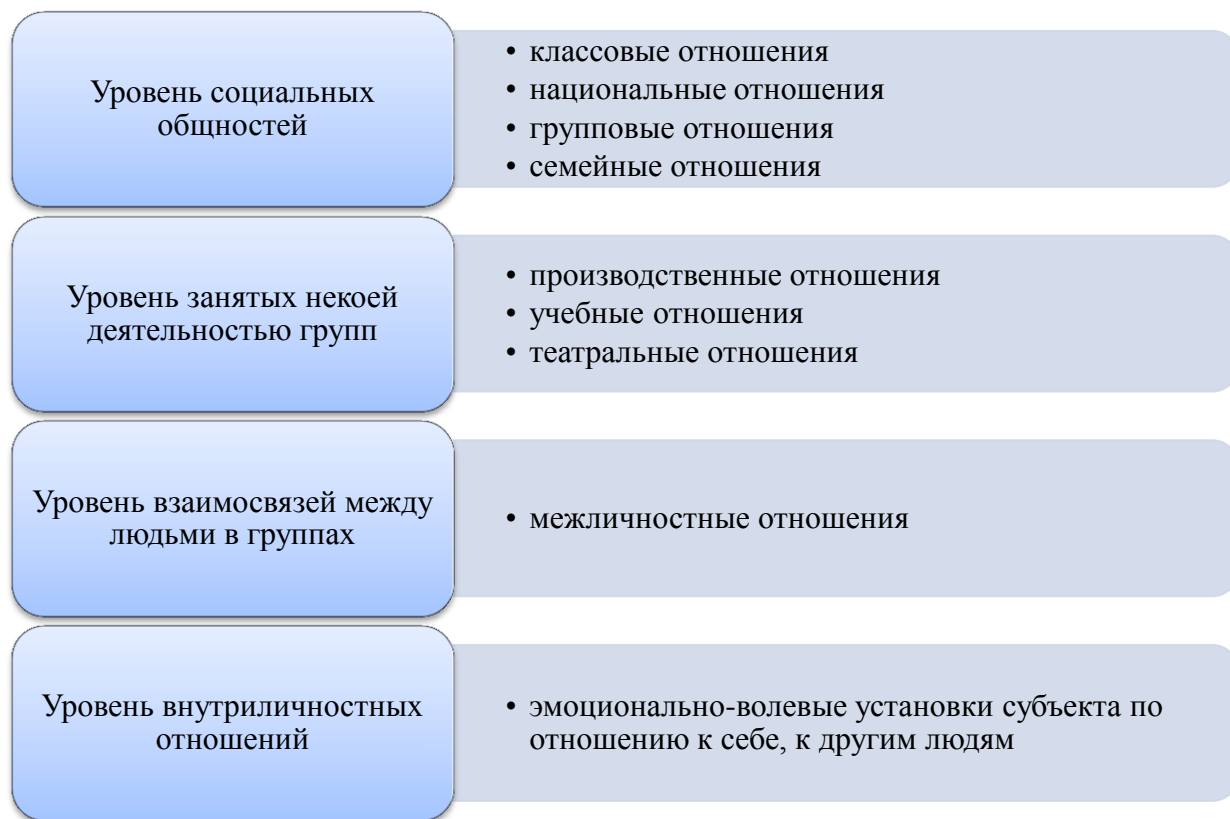 Уровень социальных
общностей
• классовые отношения
• национальные отношения
• групповые отношения
• семейные отношения
Уровень занятых некоей
деятельностью групп
• производственные отношения
• учебные отношения
• театральные отношения
Уровень взаимосвязей между
людьми в группах
• межличностные отношения
Уровень внутриличностных
отношений
• эмоционально-волевые установки субъекта по
отношению к себе, к другим людям